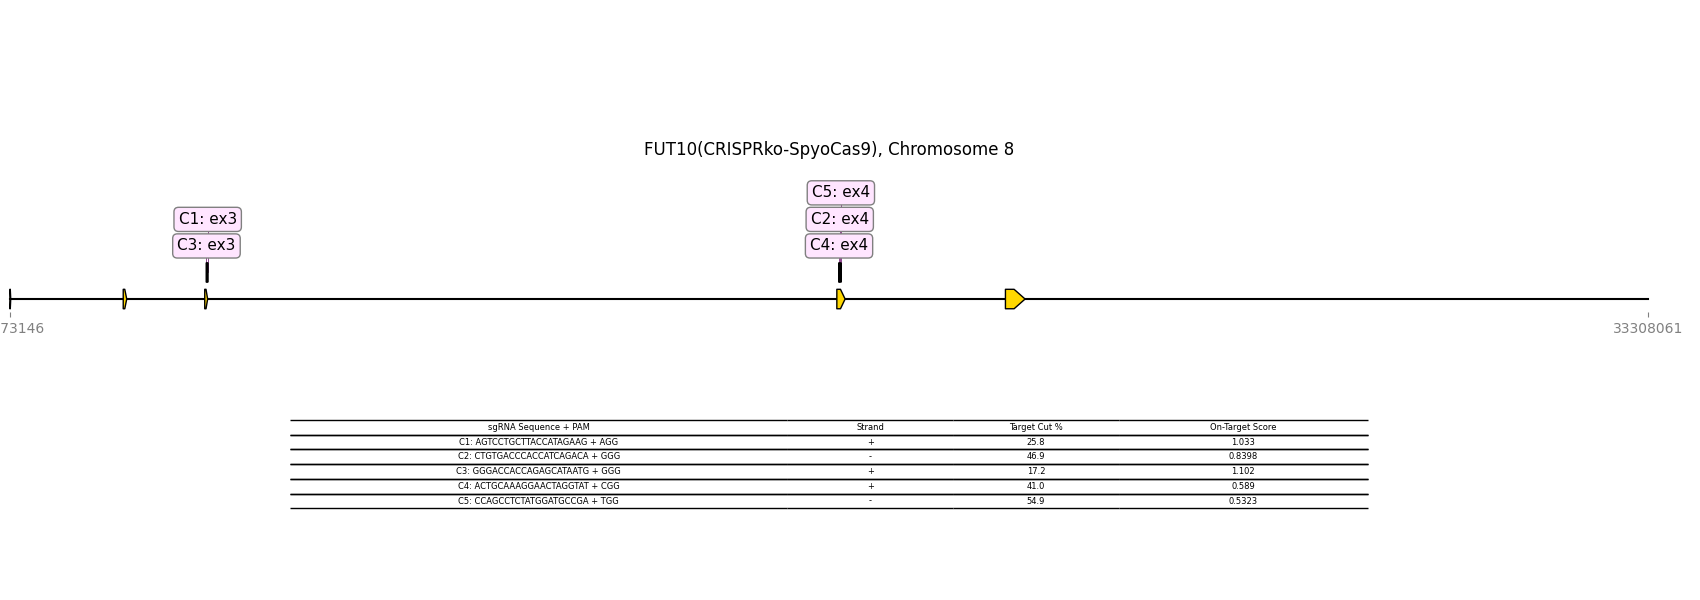 FUT10(CRISPRko-SpyoCas9), Chromosome 8
C5: ex4
C1: ex3
C2: ex4
C3: ex3
C4: ex4
73146
33308061
sgRNA Sequence + PAM Strand Target Cut % On-Target Score
C1: AGTCCTGCTTACCATAGAAG + AGG + 25.8 1.033
C2: CTGTGACCCACCATCAGACA + GGG - 46.9 0.8398
C3: GGGACCACCAGAGCATAATG + GGG + 17.2 1.102
C4: ACTGCAAAGGAACTAGGTAT + CGG + 41.0 0.589
C5: CCAGCCTCTATGGATGCCGA + TGG - 54.9 0.5323